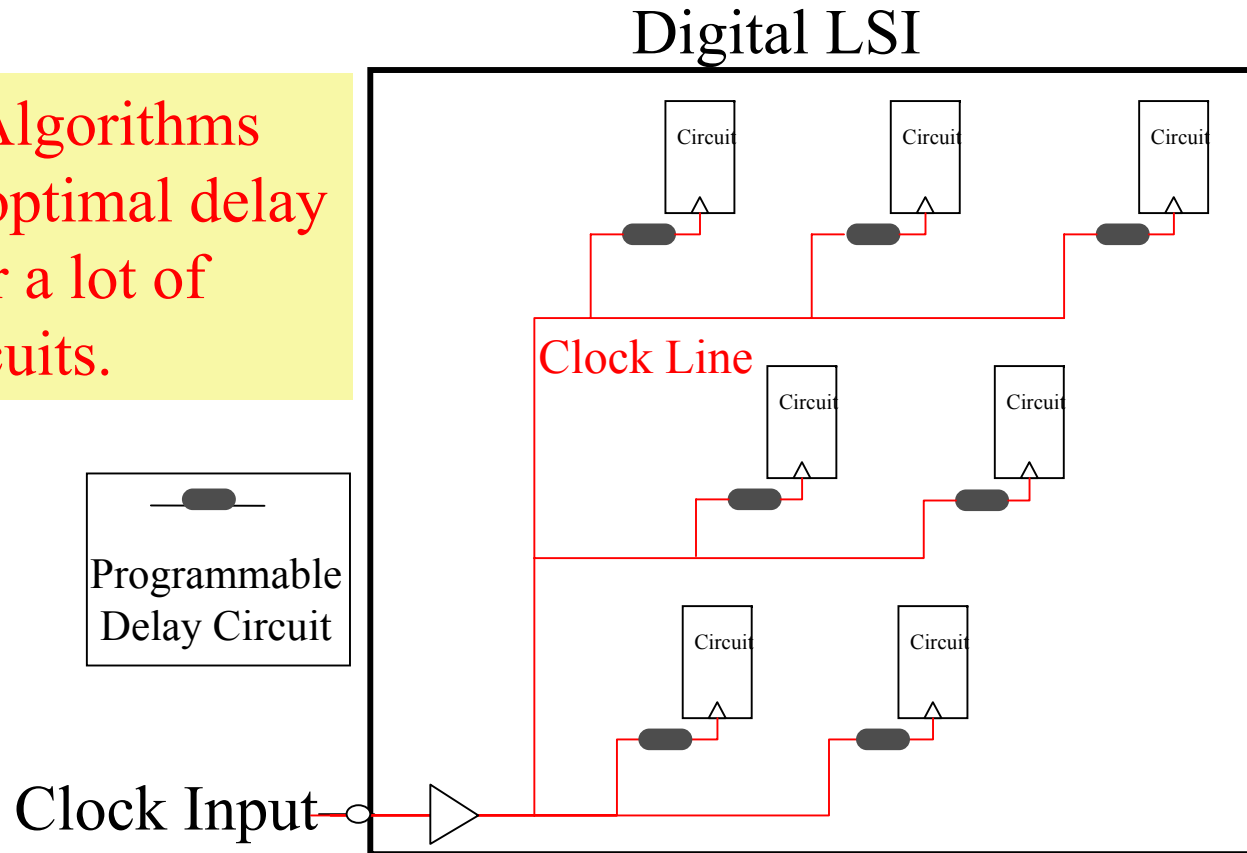 Digital LSI
Algorithms
optimal delay
a lot of
Circuit
Circuit
Circuit
Clock Line
Circuit
Circuit
Programmable
Delay Circuit
Circuit
Circuit
Clock Input